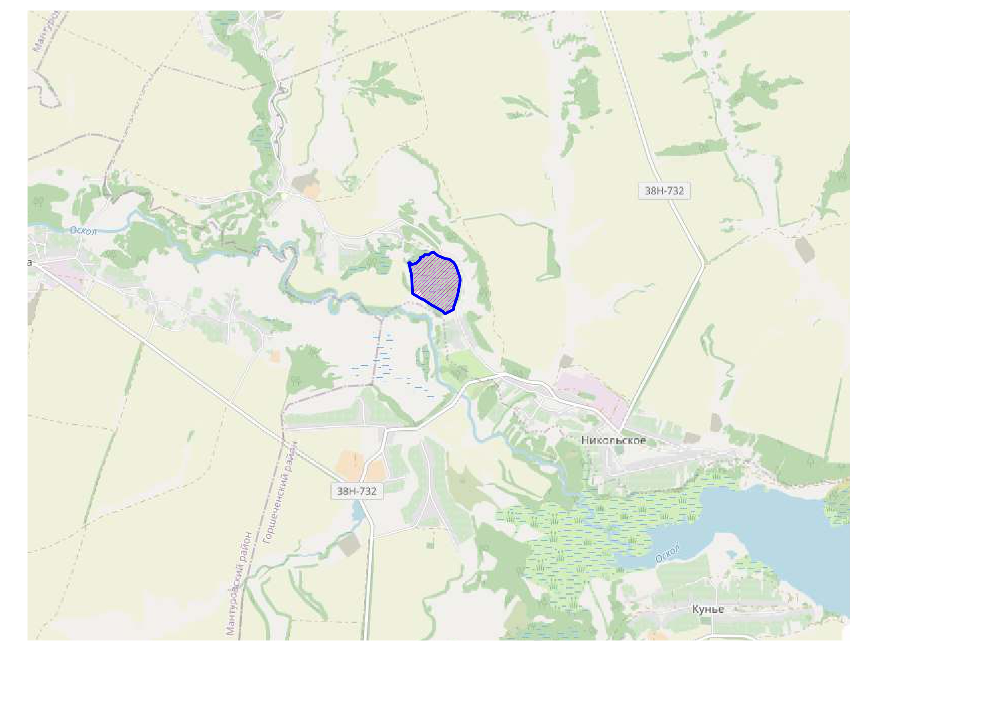 Мантуров
38Н-732
Оскол
а
Никольское
Горшеченский район
38Н-732
Мантуровский район
Оскол
Кунье